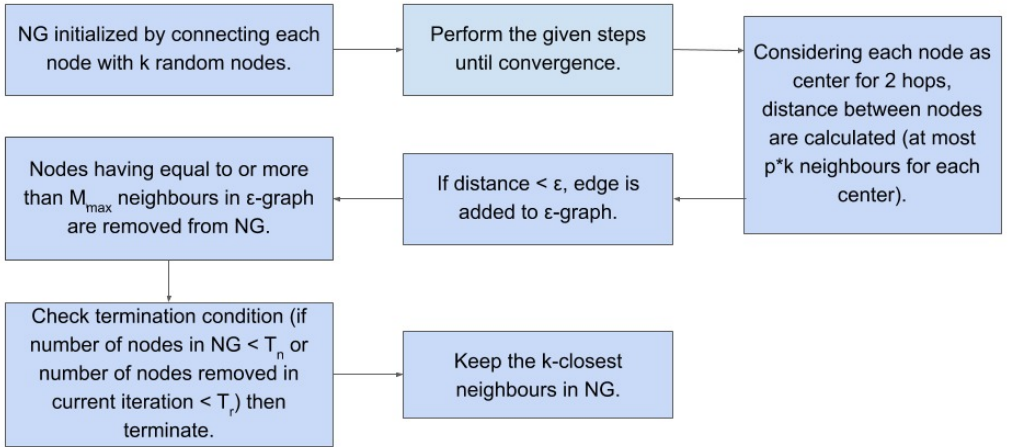 NG initialized by connecting each
node with k random nodes.
Perform the given steps
until convergence.
Considering each node as
center for 2 hops,
distance between nodes
are calculated (at most
p*k neighbours for each
center).
If distance < ε, edge is
added to ε-graph.
Nodes having equal to or more
than Mmax neighbours in ε-graph
are removed from NG.
Check termination condition (if
number of nodes in NG < Tn or
number of nodes removed in
current iteration < Tr) then
terminate.
Keep the k-closest
neighbours in NG.